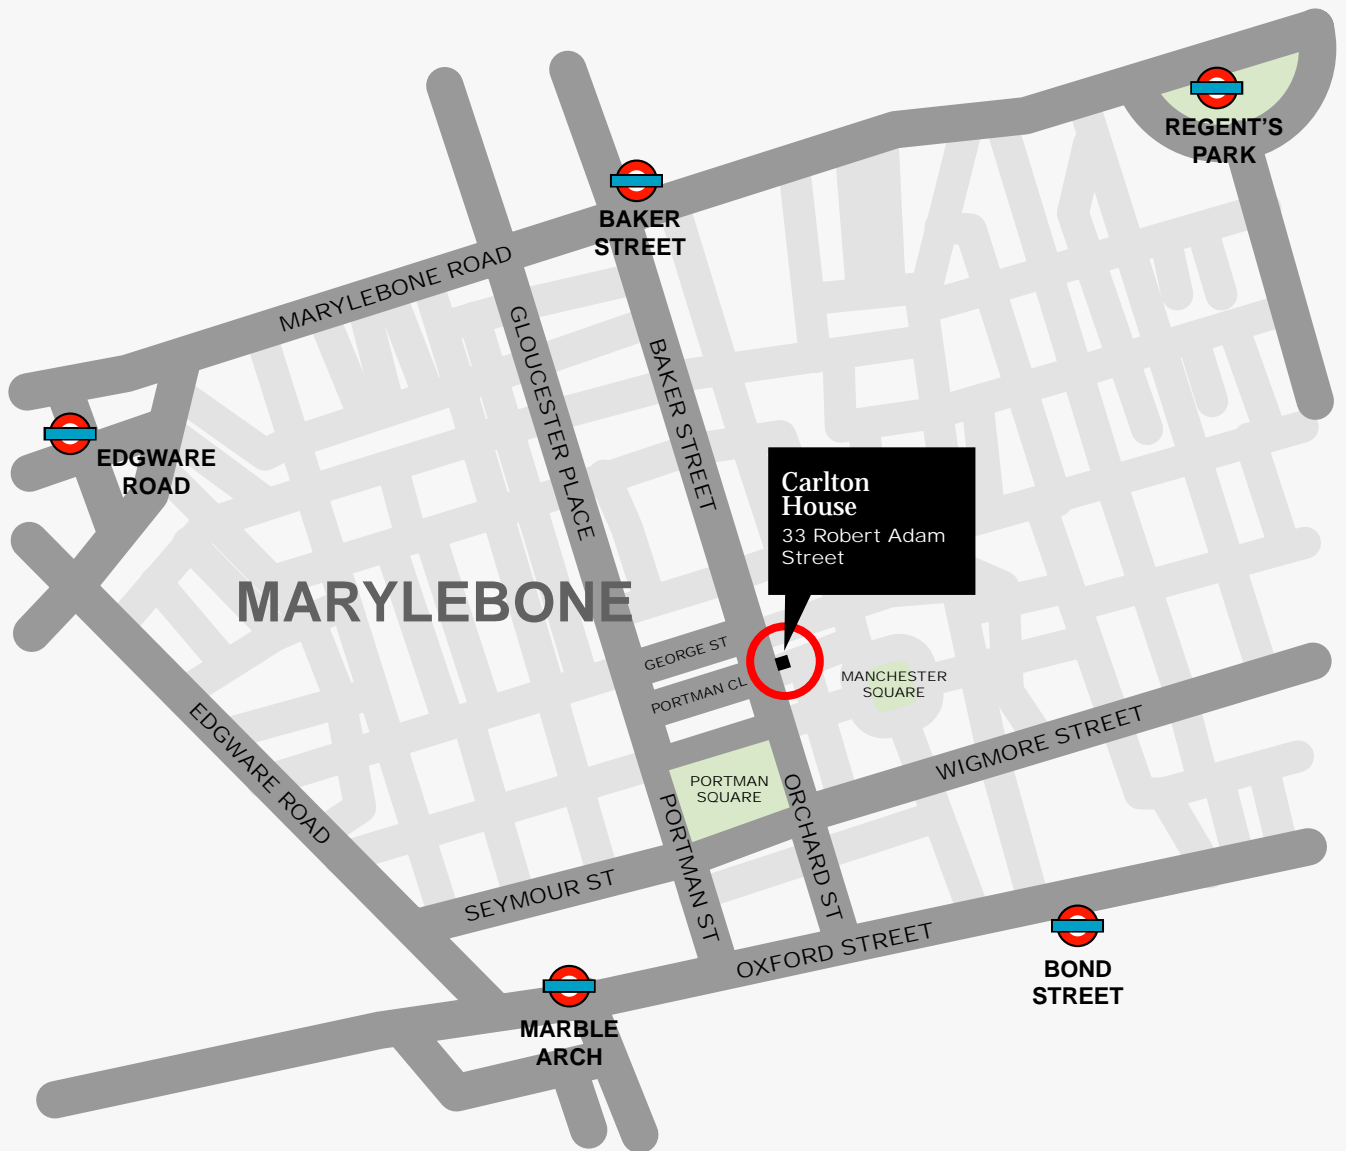 REGENT'S
PARK
BAKER
STREET
MARYLEBONE ROAD
GLOUCESTER PLACE
BAKER STREET
EDGWARE
ROAD
Carlton
House
33 Robert Adam
Street
MARYLEBONE
GEORGE ST
PORTMAN CL
MANCHESTER
SQUARE
EDGWARE ROAD
WIGMORE STREET
PORTMAN
SQUARE
ORCHARD ST
PORTMAN ST
SEYMOUR ST
OXFORD STREET
BOND
STREET
MARBLE
ARCH